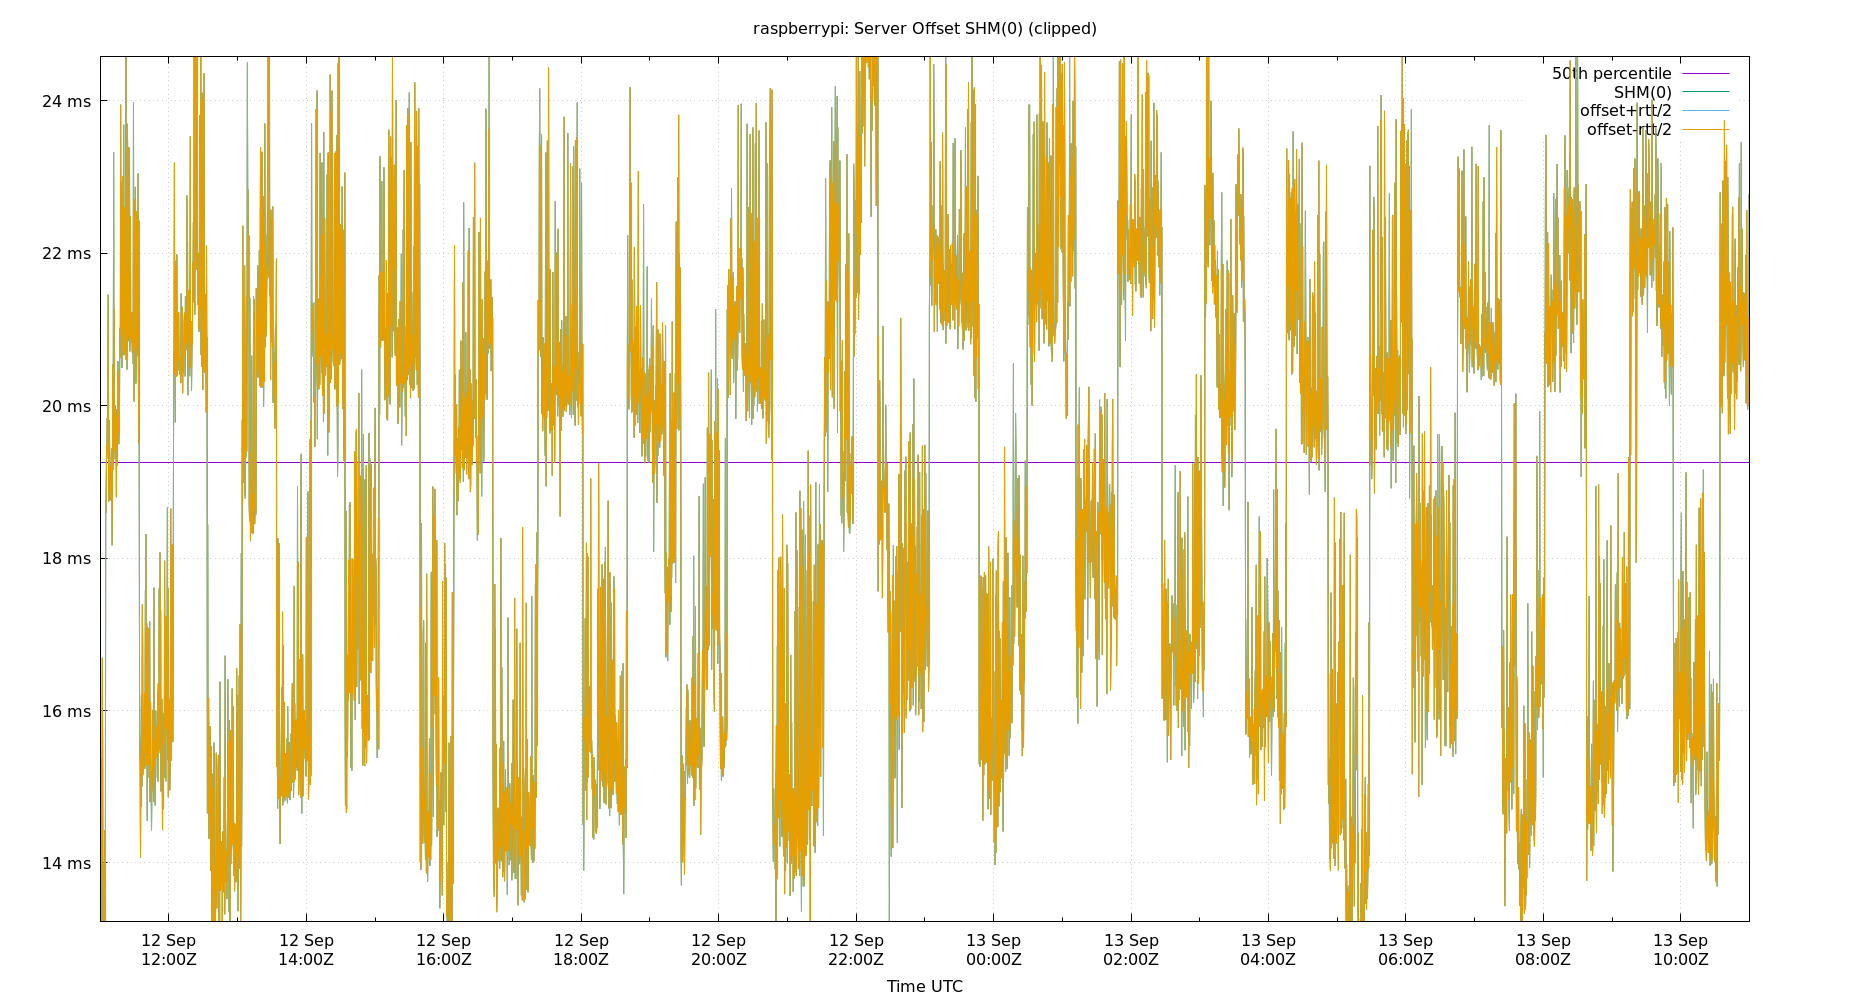 raspberrypi: Server Offset SHM(0) (clipped)
50th percentile
SHM(0)
offset+rtt/2
offset-rtt/2
24 ms
22 ms
20 ms
18 ms
16 ms
14 ms
12 Sep 12 Sep 12 Sep 12 Sep 12 Sep 12 Sep 13 Sep 13 Sep 13 Sep 13 Sep 13 Sep 13 Sep
12:00Z 14:00Z 16:00Z 18:00Z 20:00Z 22:00Z 00:00Z 02:00Z 04:00Z 06:00Z 08:00Z 10:00Z
Time UTC